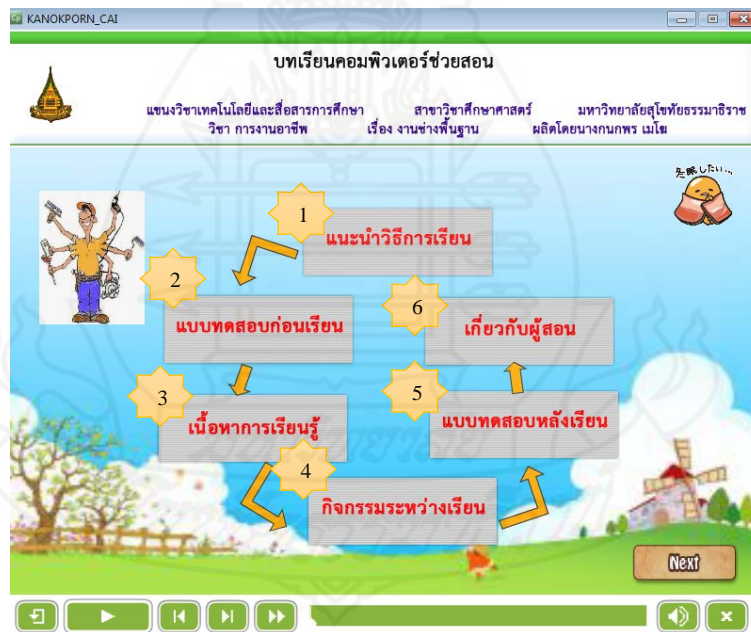 KANOKPORN_CAI
บทเรียนคอมพิวเตอร์ช่วยสอน
แขนงวิชาเทคโนโลยีและสื่อสารการศึกษา สาขาวิชาศึกษาศาสตร์ มหาวิทยาลัยสุโขทัยธรรมาธิราช
วิชา การงานอาชีพ เรื่อง งานช่างพื้นฐาน ผลิตโดยนางกนกพร เมโฆ
1
แนะนำวิธีการเรียน
2
แบบทดสอบก่อนเรียน
3
เนื้อหาการเรียนรู้
4
กิจกรรมระหว่างเรียน
5
แบบทดสอบหลังเรียน
6
เกี่ยวกับผู้สอน
Next